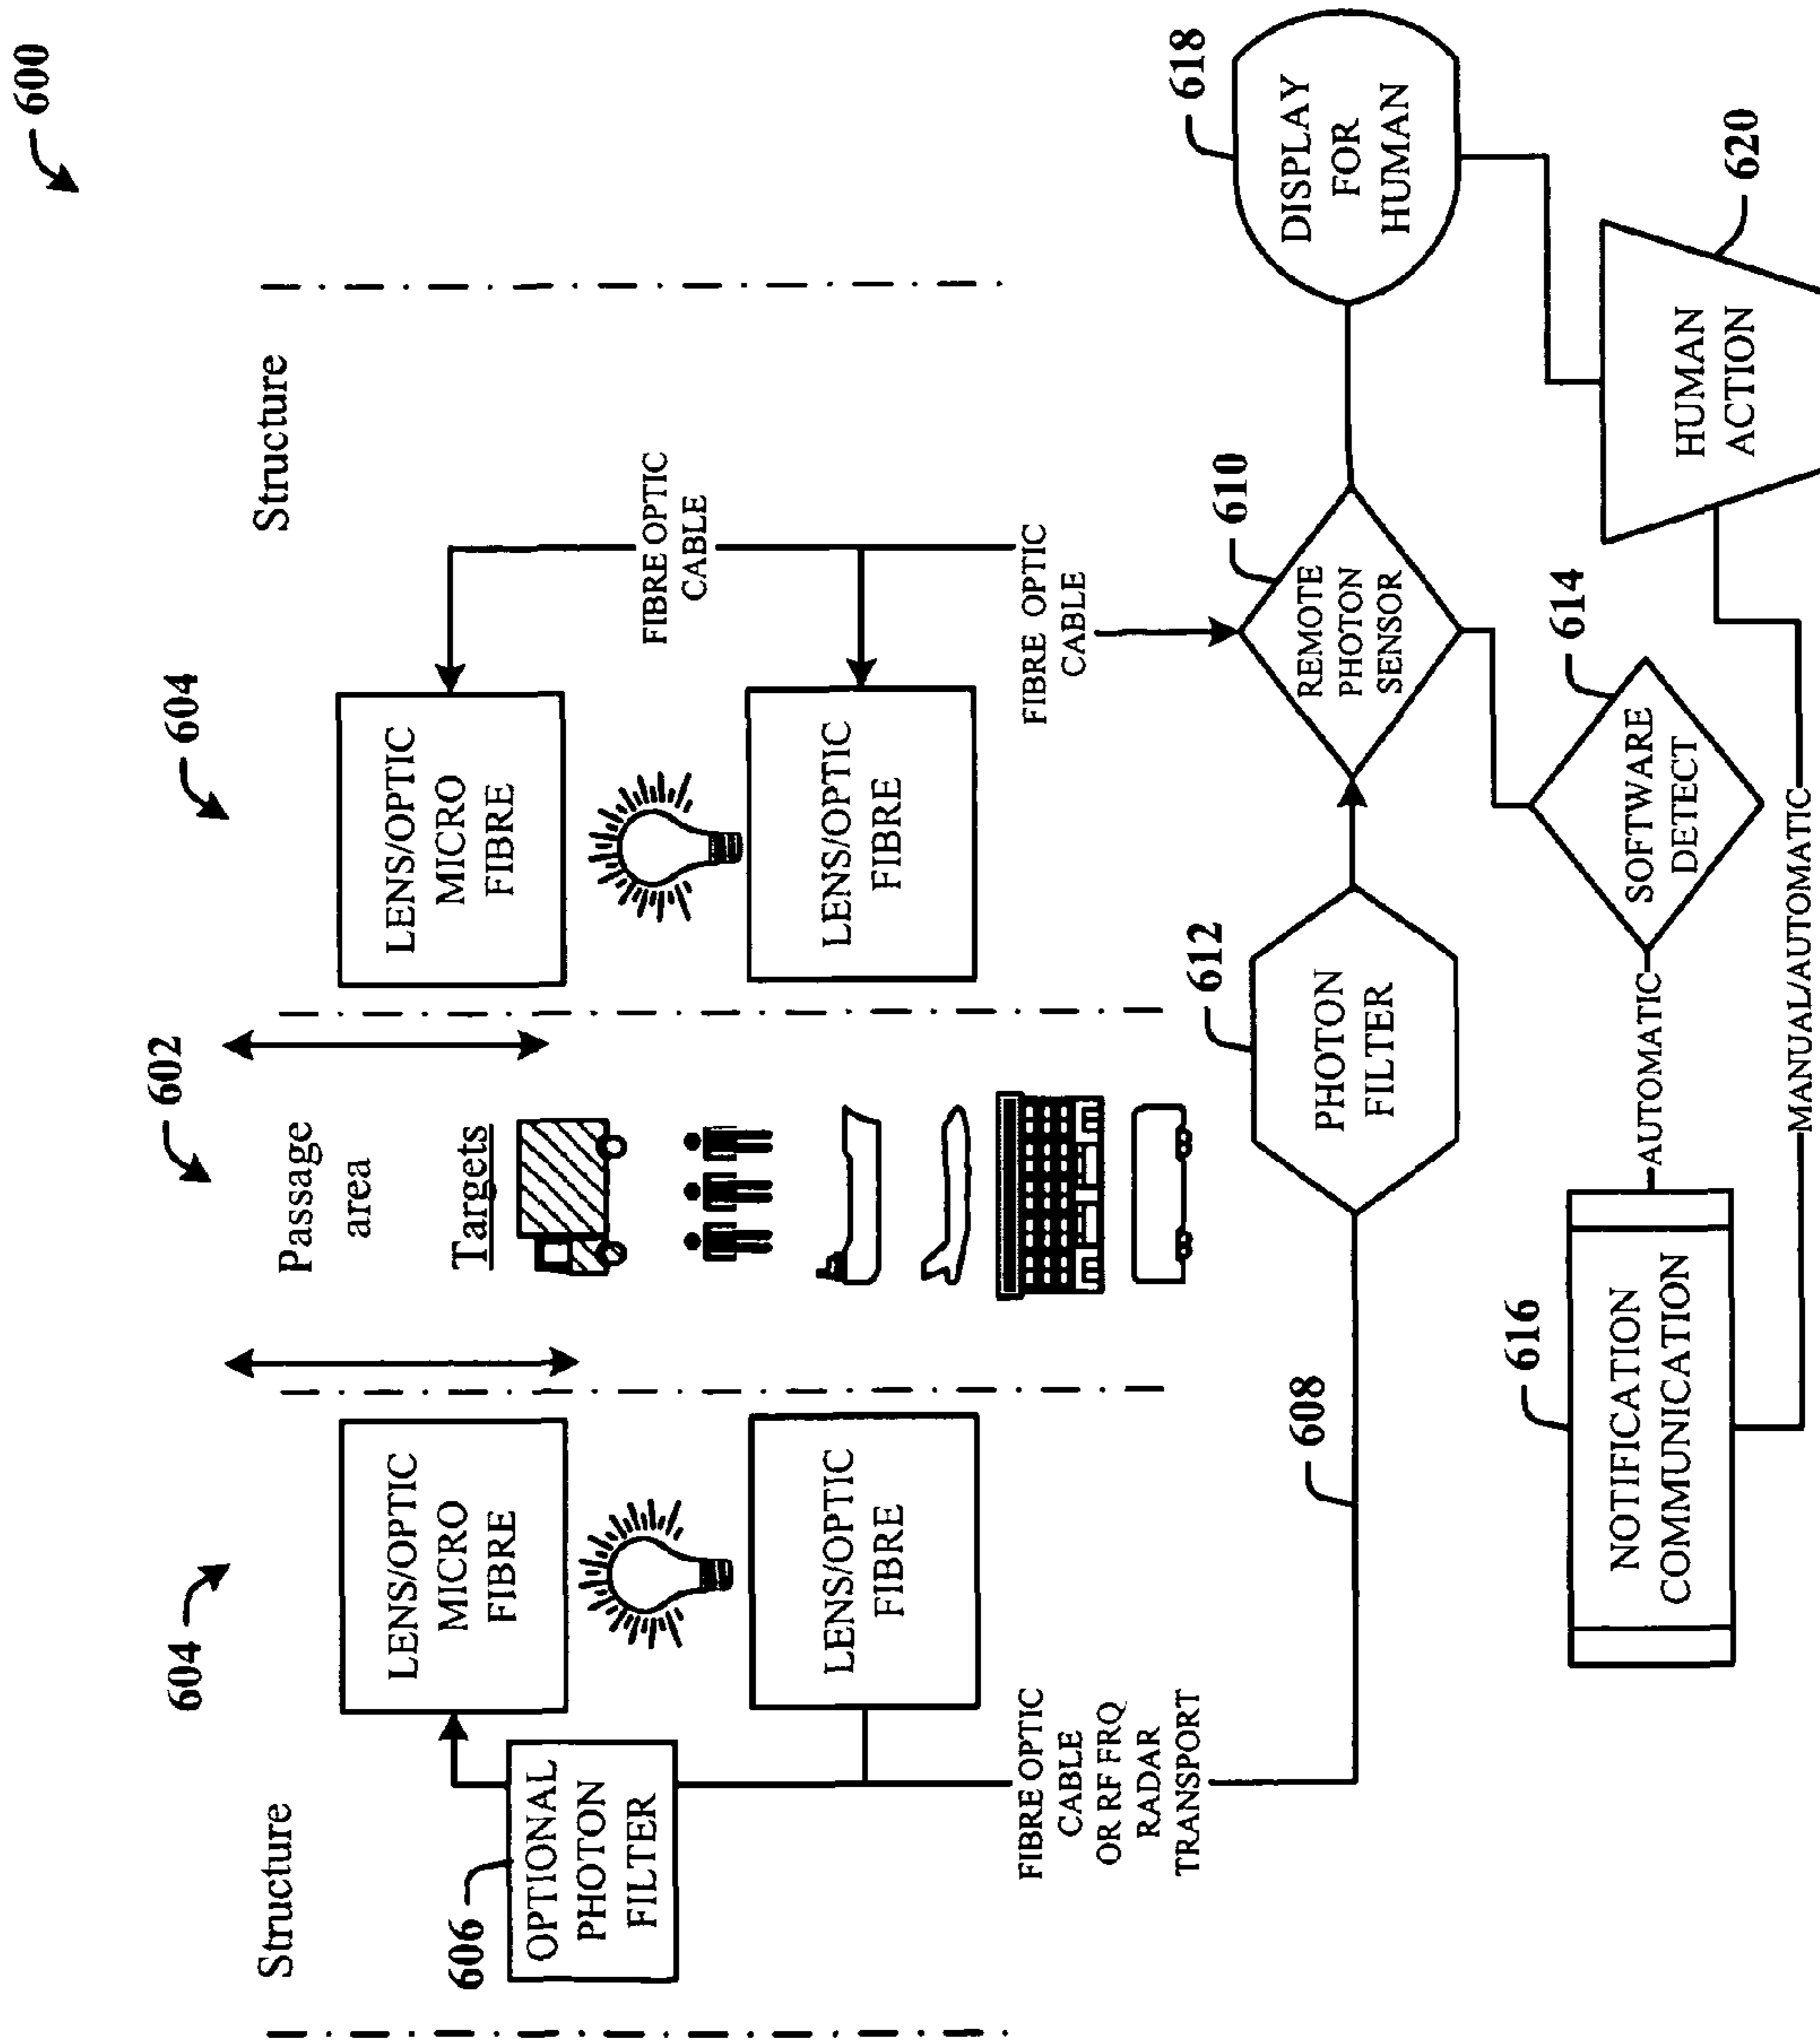 600
604
602
604
Structure
Passage
area
Structure
Targets
606
OPTIONAL
PHOTON
FILTER
LENS/OPTIC
MICRO
FIBRE
LENS/OPTIC
MICRO
FIBRE
FIBRE OPTIC
CABLE
LENS/OPTIC
FIBRE
LENS/OPTIC
FIBRE
FIBRE OPTIC
CABLE
OR RF FRQ
RADAR
TRANSPORT
FIBRE OPTIC
CABLE
608
612
PHOTON
FILTER
610
REMOTE
PHOTON
SENSOR
618
DISPLAY
FOR
HUMAN
616
NOTIFICATION
COMMUNICATION
AUTOMATIC
614
SOFTWARE
DETECT
620
HUMAN
ACTION
MANUAL/AUTOMATIC